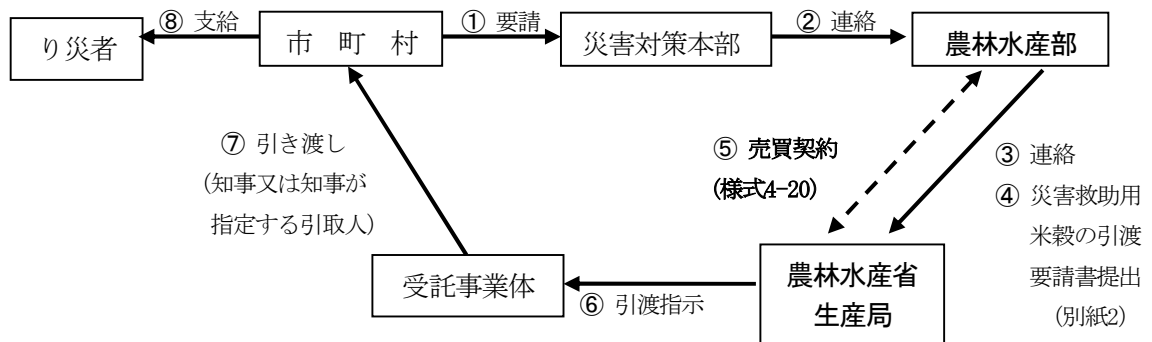 ⑧ 支給
① 要請
② 連絡
り災者
市 町 村
災害対策本部
農林水産部
⑦ 引き渡し
(知事又は知事が
指定する引取人)
⑤ 売買契約
(様式4-20)
③ 連絡
④ 災害救助用
米穀の引渡
要請書提出
(別紙2)
受託事業体
⑥ 引渡指示
農林水産省
生産局